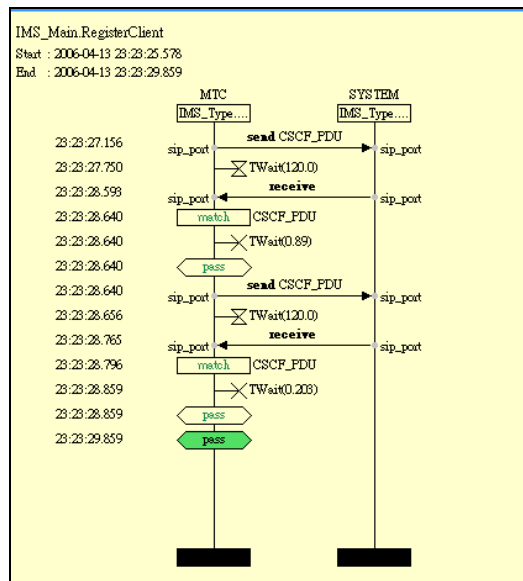 IMS_Main.RegisterClient
Start : 2006-04-13 23:23:25.578
End : 2006-04-13 23:23:29.859
MTC SYSTEM
IMS_Type.... IMS_Type....
23:23:27.156 sip_port send CSCF_PDU sip_port
23:23:27.750 TWait(120.0)
23:23:28.593 sip_port receive sip_port
23:23:28.640 match CSCF_PDU
23:23:28.640 TWait(0.89)
23:23:28.640 pass
23:23:28.640 sip_port send CSCF_PDU sip_port
23:23:28.656 TWait(120.0)
23:23:28.765 sip_port receive sip_port
23:23:28.796 match CSCF_PDU
23:23:28.859 TWait(0.203)
23:23:28.859 pass
23:23:29.859 pass